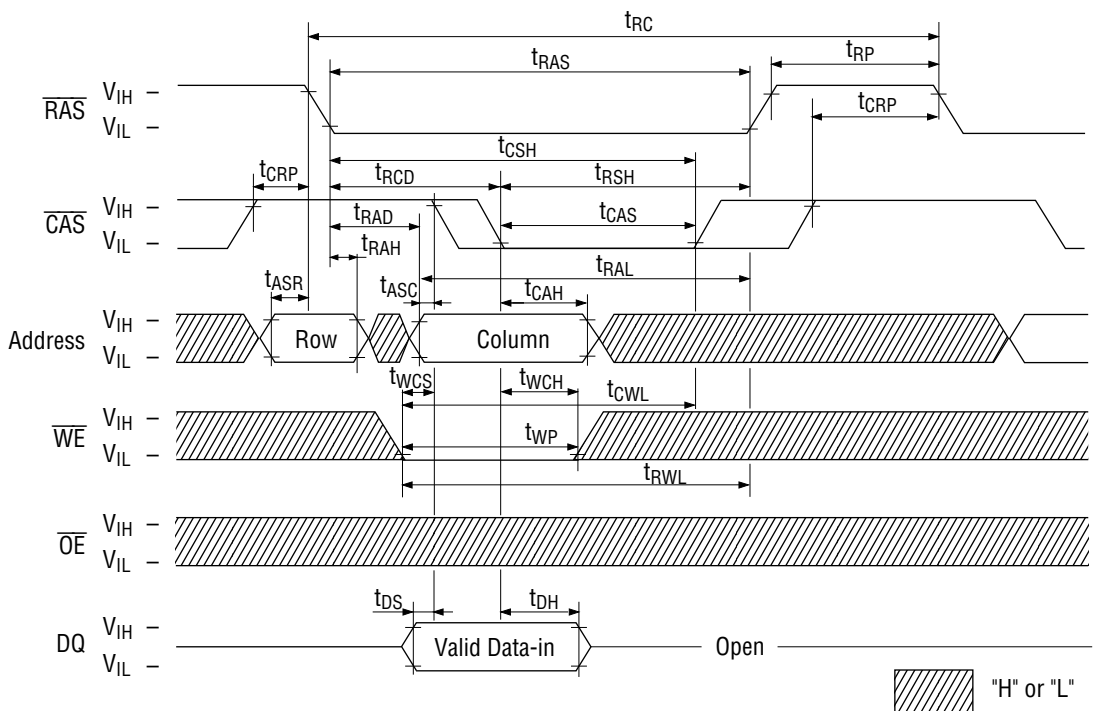 tRC
tRAS
tRP
RAS
VIH –
VIL –
tCRP
tCSH
tCRP
tRCD
tRSH
CAS
VIH –
VIL –
tRAD
tCAS
tRAH
tRAL
tASR
tASC
tCAH
Address
VIH –
VIL –
Row
Column
tWCS
tWCH
tCWL
WE
VIH –
VIL –
tWP
tRWL
OE
VIH –
VIL –
tDS
tDH
DQ
VIH –
VIL –
Valid Data-in
Open
"H" or "L"